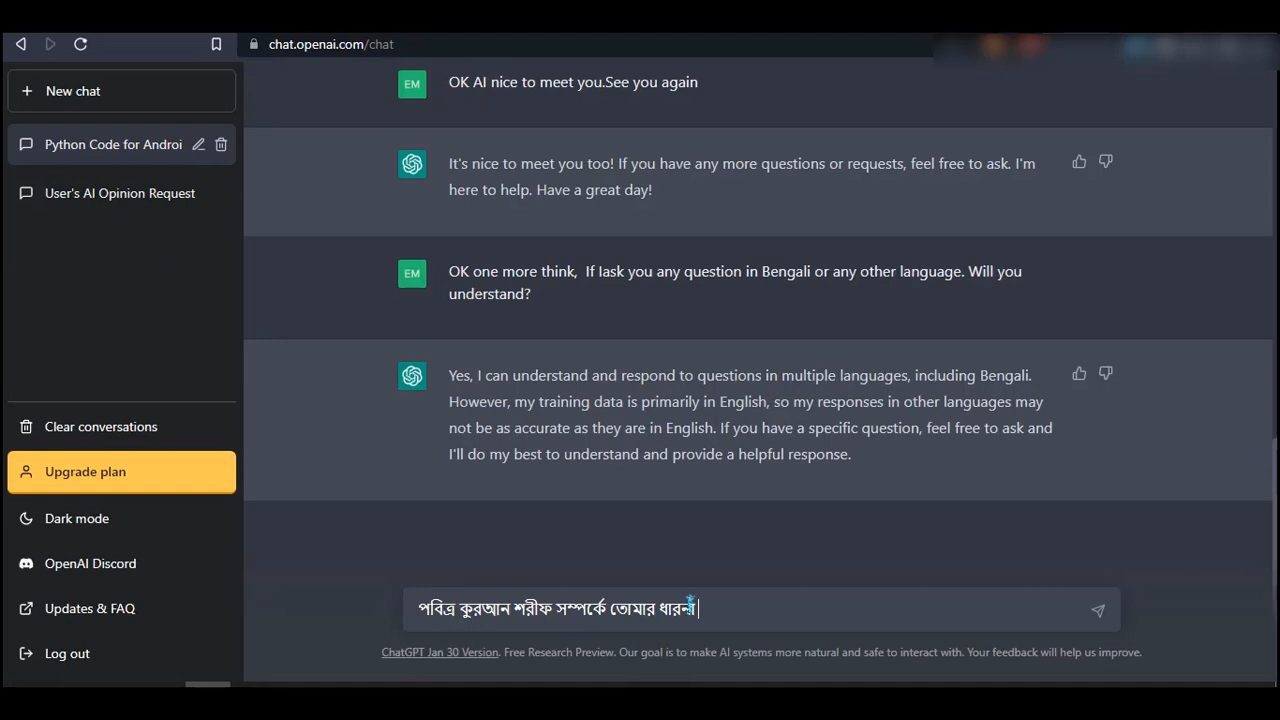 chat.openai.com/chat
New chat
Python Code for Androi
User's AI Opinion Request
Clear conversations
Upgrade plan
Dark mode
OpenAI Discord
Updates & FAQ
Log out
EM
OK AI nice to meet you.See you again
It's nice to meet you too! If you have any more questions or requests, feel free to ask. I'm
here to help. Have a great day!
EM
OK one more think,  If Iask you any question in Bengali or any other language. Will you
understand?
Yes, I can understand and respond to questions in multiple languages, including Bengali.
However, my training data is primarily in English, so my responses in other languages may
not be as accurate as they are in English. If you have a specific question, feel free to ask and
I'll do my best to understand and provide a helpful response.
পবিত্র কুরআন শরীফ সম্পর্কে তোমার ধারনা
ChatGPT Jan 30 Version. Free Research Preview. Our goal is to make AI systems more natural and safe to interact with. Your feedback will help us improve.